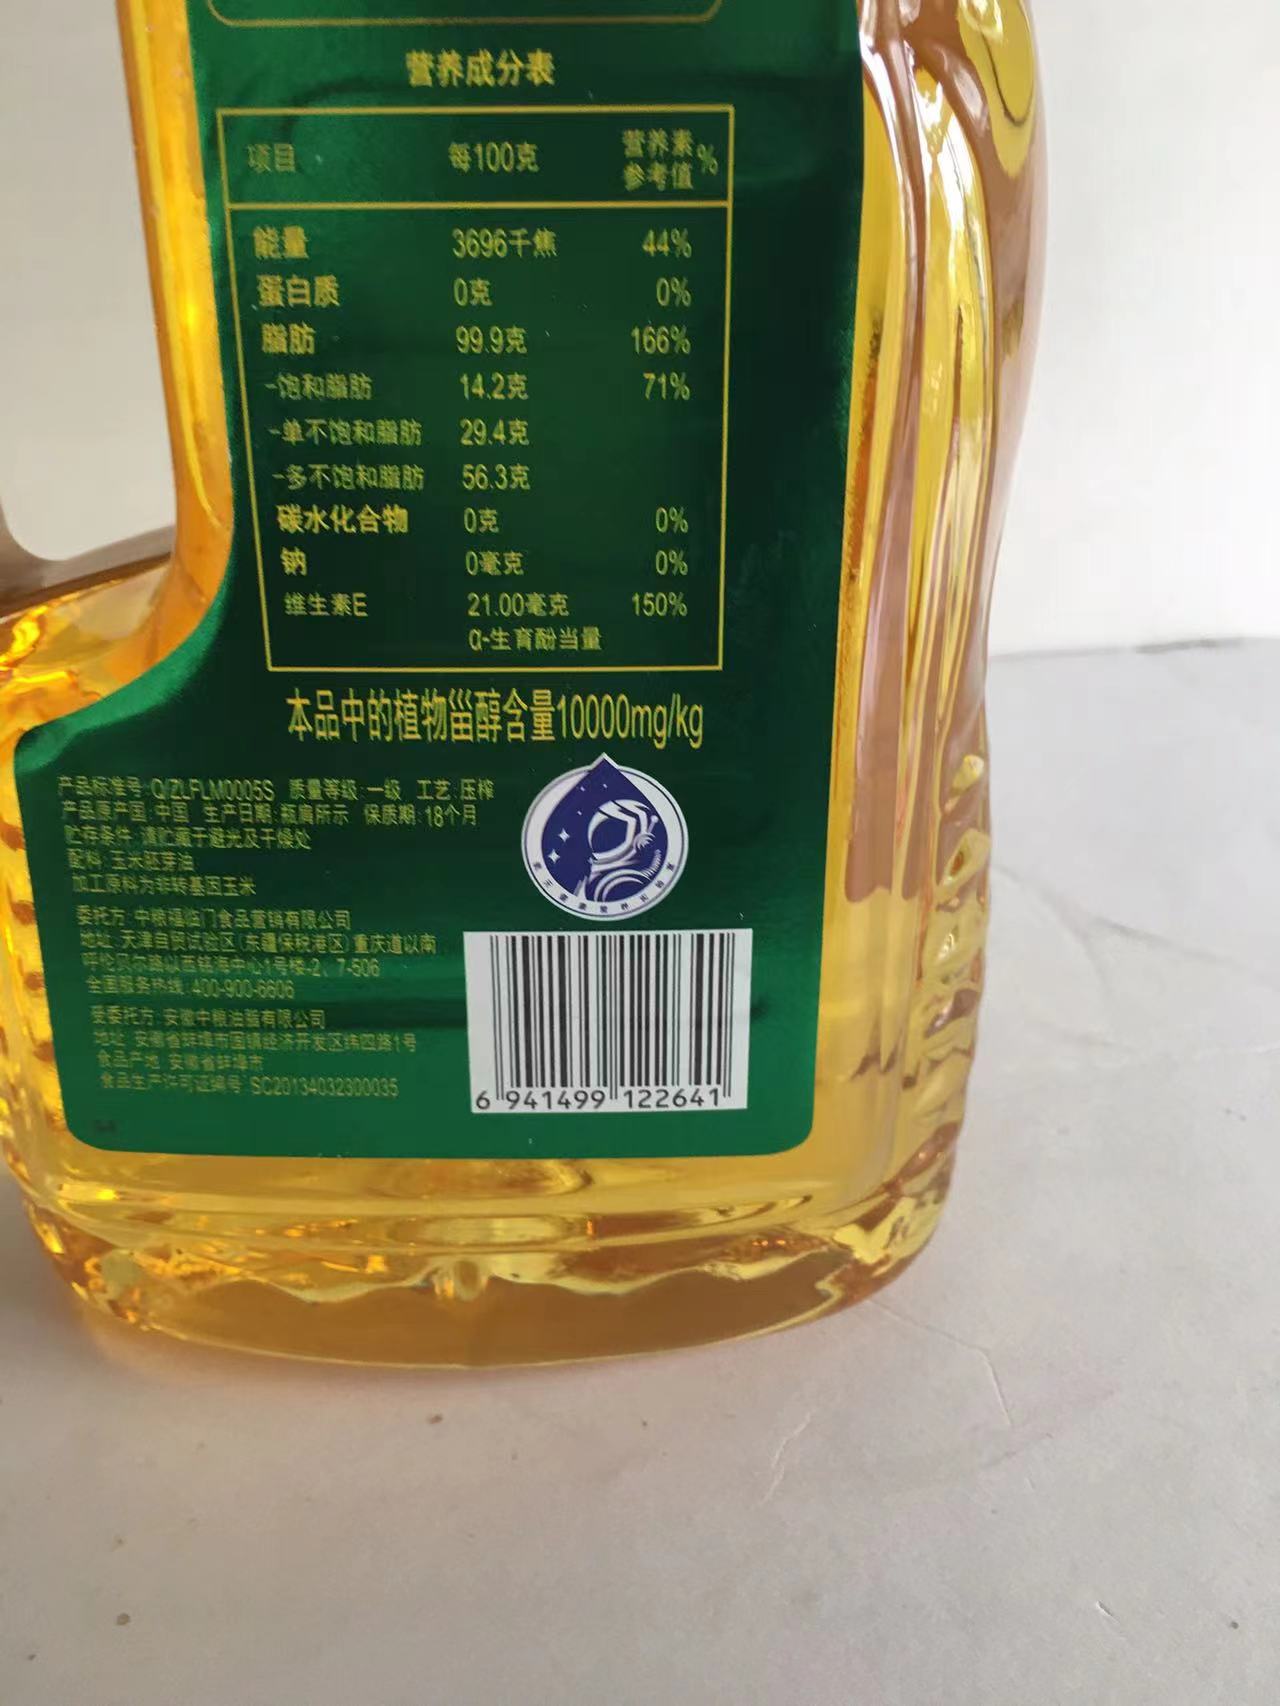 营养成分表
项目 每100克 营养素参考值%
能量 3696千焦 44%
蛋白质 0克 0%
脂肪 99.9克 166%
-饱和脂肪 14.2克 71%
-单不饱和脂肪 29.4克
-多不饱和脂肪 56.3克
碳水化合物 0克 0%
钠 0毫克 0%
维生素E 21.00毫克 150%
α-生育酚当量
本品中的植物甾醇含量10000mg/kg
产品标准号:Q/ZLFLM0005S 质量等级:一级 工艺:压榨
产品原产国:中国 生产日期:瓶肩所示 保质期:18个月
贮存条件:请贮藏于避光及干燥处
配料:玉米胚芽油
加工原料为非转基因玉米
委托方:中粮福临门食品营销有限公司
地址:天津自贸试验区(东疆保税港区)重庆道以南
呼伦贝尔路以西铭海中心1号楼-2、7-506
全国服务热线:400-900-6606
受委托方:安徽中粮油脂有限公司
地址:安徽省蚌埠市固镇经济开发区纬四路1号
食品产地:安徽省蚌埠市
食品生产许可证编号:SC20134032300035
6 941499 122641